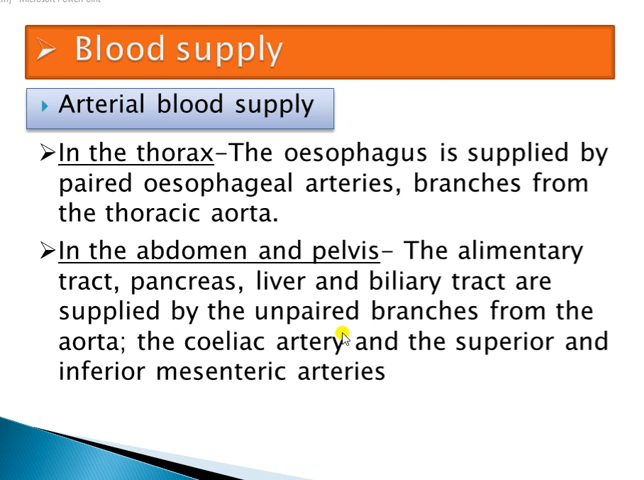 Blood supply
Arterial blood supply
In the thorax-The oesophagus is supplied by
paired oesophageal arteries, branches from
the thoracic aorta.
In the abdomen and pelvis- The alimentary
tract, pancreas, liver and biliary tract are
supplied by the unpaired branches from the
aorta; the coeliac artery and the superior and
inferior mesenteric arteries